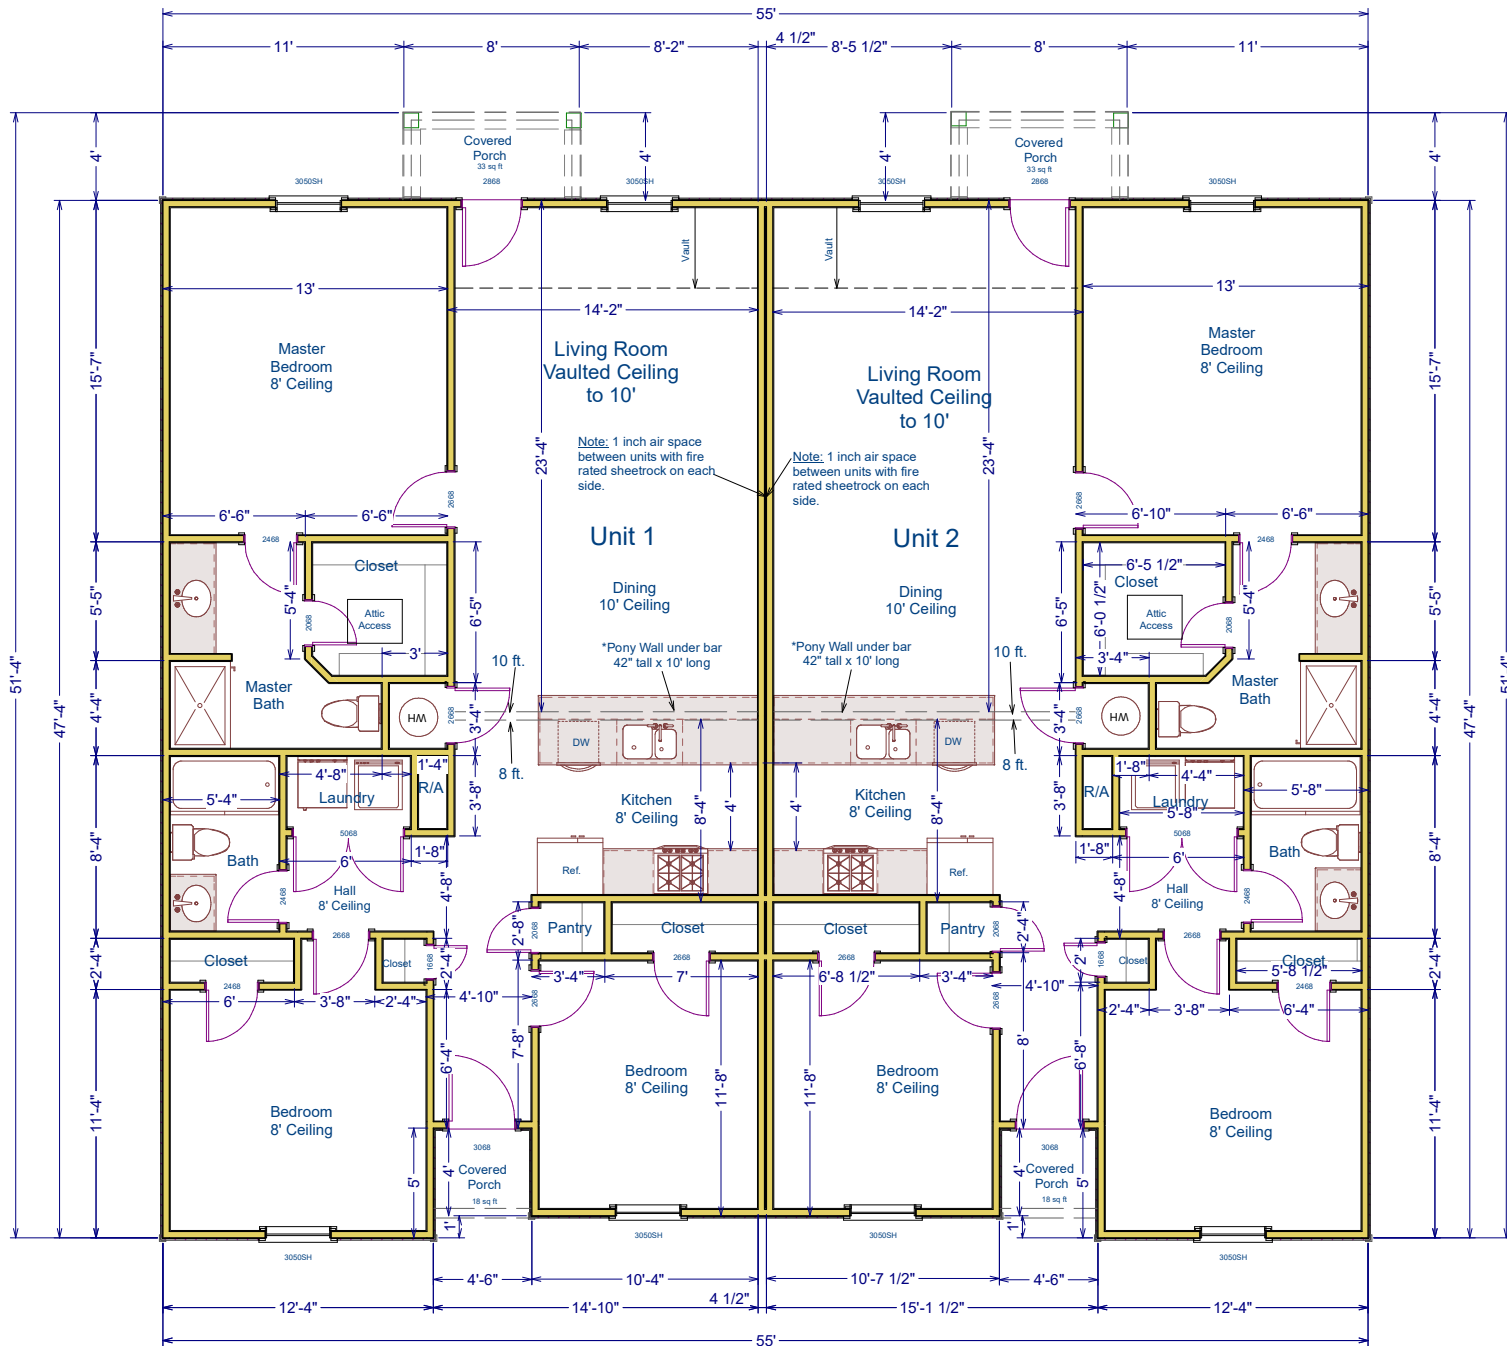 55'
11'
8'
8'-2"
4 1/2"
8'-5 1/2"
8'
11'
4'
Covered
Porch
33 sq ft
4'
4'
Covered
Porch
33 sq ft
4'
3050SH
2868
3050SH
3050SH
2868
3050SH
Vault
Vault
13'
14'-2"
14'-2"
13'
Master
Bedroom
8' Ceiling
Living Room
Vaulted Ceiling
to 10'
Living Room
Vaulted Ceiling
to 10'
Master
Bedroom
8' Ceiling
15'-7"
23'-4"
23'-4"
15'-7"
Note: 1 inch air space
between units with fire
rated sheetrock on each
side.
Note: 1 inch air space
between units with fire
rated sheetrock on each
side.
2668
2668
6'-6"
6'-6"
6'-10"
6'-6"
Unit 1
Unit 2
2468
2468
Closet
6'-5 1/2"
Closet
5'-5"
5'-4"
2068
Attic
Access
6'-5"
Dining
10' Ceiling
Dining
10' Ceiling
6'-5"
6'-0 1/2"
Attic
Access
2068
5'-4"
5'-5"
3'
*Pony Wall under bar
42" tall x 10' long
*Pony Wall under bar
42" tall x 10' long
3'-4"
10 ft.
10 ft.
51'-4"
47'-4"
4'-4"
Master
Bath
WH
2668
3'-4"
3'-4"
2668
WH
Master
Bath
4'-4"
47'-4"
51'-4"
DW
DW
8 ft.
8 ft.
4'-8"
1'-4"
R/A
Laundry
3'-8"
5'-4"
Kitchen
8' Ceiling
8'-4"
4'
4'
Kitchen
8' Ceiling
8'-4"
3'-8"
R/A
1'-8"
4'-4"
Laundry
5'-8"
5'-8"
5068
5068
8'-4"
Bath
6'
1'-8"
1'-8"
6'
Bath
8'-4"
Ref.
Ref.
Hall
8' Ceiling
4'-8"
4'-8"
Hall
8' Ceiling
2468
2468
2668
2'-8"
2068
Pantry
Closet
Closet
Pantry
2068
2'-4"
2668
2'-4"
Closet
Closet
1668
2'-4"
2668
2668
2'
1668
Closet
Closet
5'-8 1/2"
2'-4"
2468
2468
3'-4"
7'
6'-8 1/2"
3'-4"
6'
3'-8"
2'-4"
4'-10"
2668
2668
4'-10"
2'-4"
3'-8"
6'-4"
6'-4"
7'-8"
8'
6'-8"
11'-4"
Bedroom
8' Ceiling
Bedroom
8' Ceiling
11'-8"
11'-8"
Bedroom
8' Ceiling
Bedroom
8' Ceiling
11'-4"
3068
3068
5'
4'
Covered
Porch
18 sq ft
4'
Covered
Porch
18 sq ft
5'
1'
1'
3050SH
3050SH
3050SH
3050SH
4'-6"
10'-4"
10'-7 1/2"
4'-6"
12'-4"
14'-10"
4 1/2"
15'-1 1/2"
12'-4"
55'